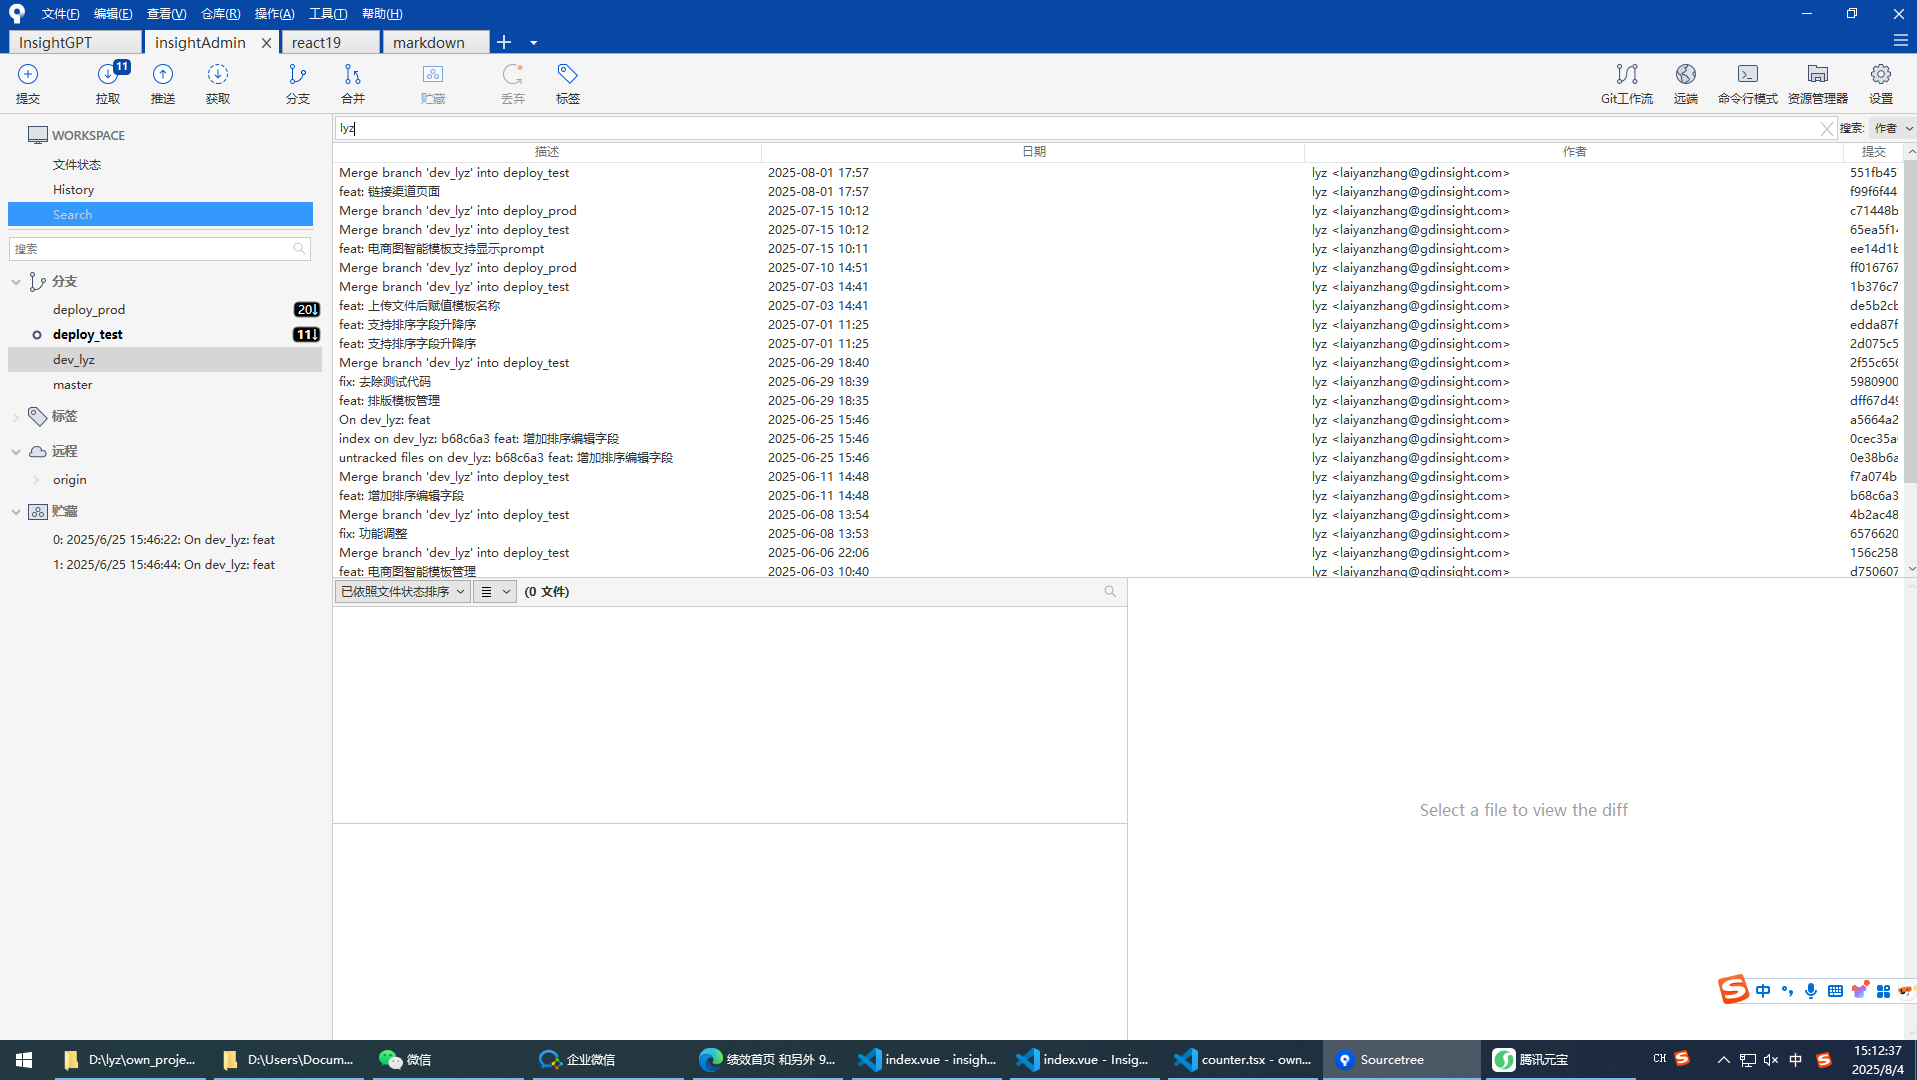 文件(F) 编辑(E) 查看(V) 仓库(R) 操作(A) 工具(T) 帮助(H)
InsightGPT insightAdmin react19 markdown
11
提交 拉取 推送 获取 分支 合并 贮藏 丢弃 标签 Git工作流 远端 命令行模式 资源管理器 设置
WORKSPACE
文件状态
History
Search
搜索
分支
deploy_prod 20↓
deploy_test 11↓
dev_lyz
master
标签
远程
origin
贮藏
0: 2025/6/25 15:46:22: On dev_lyz: feat
1: 2025/6/25 15:46:44: On dev_lyz: feat
lyz 搜索: 作者
描述 日期 作者 提交
Merge branch 'dev_lyz' into deploy_test 2025-08-01 17:57 lyz <laiyanzhang@gdinsight.com> 551fb45
feat: 链接渠道页面 2025-08-01 17:57 lyz <laiyanzhang@gdinsight.com> f99f6f44
Merge branch 'dev_lyz' into deploy_prod 2025-07-15 10:12 lyz <laiyanzhang@gdinsight.com> c71448b
Merge branch 'dev_lyz' into deploy_test 2025-07-15 10:12 lyz <laiyanzhang@gdinsight.com> 65ea5f14
feat: 电商图智能模板支持显示prompt 2025-07-15 10:11 lyz <laiyanzhang@gdinsight.com> ee14d1b
Merge branch 'dev_lyz' into deploy_prod 2025-07-10 14:51 lyz <laiyanzhang@gdinsight.com> ff016767
Merge branch 'dev_lyz' into deploy_test 2025-07-03 14:41 lyz <laiyanzhang@gdinsight.com> 1b376c7
feat: 上传文件后赋值模板名称 2025-07-03 14:41 lyz <laiyanzhang@gdinsight.com> de5b2cb
feat: 支持排序字段升降序 2025-07-01 11:25 lyz <laiyanzhang@gdinsight.com> edda87f
feat: 支持排序字段升降序 2025-07-01 11:25 lyz <laiyanzhang@gdinsight.com> 2d075c5
Merge branch 'dev_lyz' into deploy_test 2025-06-29 18:40 lyz <laiyanzhang@gdinsight.com> 2f55c656
fix: 去除测试代码 2025-06-29 18:39 lyz <laiyanzhang@gdinsight.com> 5980900
feat: 排版模板管理 2025-06-29 18:35 lyz <laiyanzhang@gdinsight.com> dff67d49
On dev_lyz: feat 2025-06-25 15:46 lyz <laiyanzhang@gdinsight.com> a5664a2
index on dev_lyz: b68c6a3 feat: 增加排序编辑字段 2025-06-25 15:46 lyz <laiyanzhang@gdinsight.com> 0cec35a
untracked files on dev_lyz: b68c6a3 feat: 增加排序编辑字段 2025-06-25 15:46 lyz <laiyanzhang@gdinsight.com> 0e38b6a
Merge branch 'dev_lyz' into deploy_test 2025-06-11 14:48 lyz <laiyanzhang@gdinsight.com> f7a074b
feat: 增加排序编辑字段 2025-06-11 14:48 lyz <laiyanzhang@gdinsight.com> b68c6a3
Merge branch 'dev_lyz' into deploy_test 2025-06-08 13:54 lyz <laiyanzhang@gdinsight.com> 4b2ac48
fix: 功能调整 2025-06-08 13:53 lyz <laiyanzhang@gdinsight.com> 6576620
Merge branch 'dev_lyz' into deploy_test 2025-06-06 22:06 lyz <laiyanzhang@gdinsight.com> 156c258
feat: 电商图智能模板管理 2025-06-03 10:40 lyz <laiyanzhang@gdinsight.com> d750607
已依照文件状态排序 (0 文件)
Select a file to view the diff
中
D:\lyz\own_proje... D:\Users\Docum... 微信 企业微信 绩效首页 和另外 9... index.vue - insigh... index.vue - Insig... counter.tsx - own... Sourcetree 腾讯元宝 CH 中 15:12:37
2025/8/4